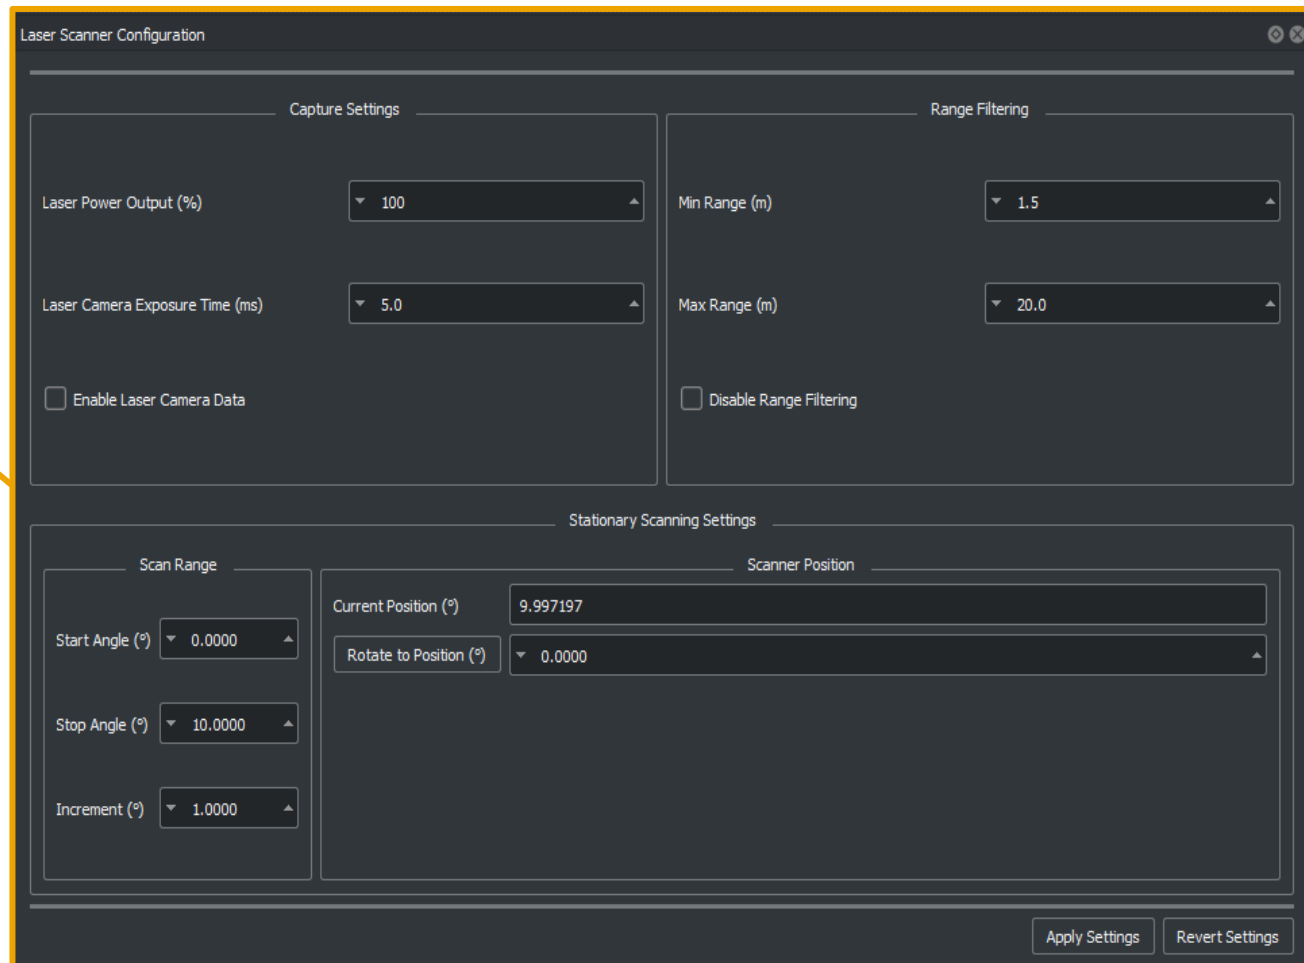 Laser Scanner Configuration
Capture Settings
Laser Power Output (%) 100
Laser Camera Exposure Time (ms) 5.0
Enable Laser Camera Data
Range Filtering
Min Range (m) 1.5
Max Range (m) 20.0
Disable Range Filtering
Stationary Scanning Settings
Scan Range
Start Angle (º) 0.0000
Stop Angle (º) 10.0000
Increment (º) 1.0000
Scanner Position
Current Position (º) 9.997197
Rotate to Position (º) 0.0000
Apply Settings Revert Settings